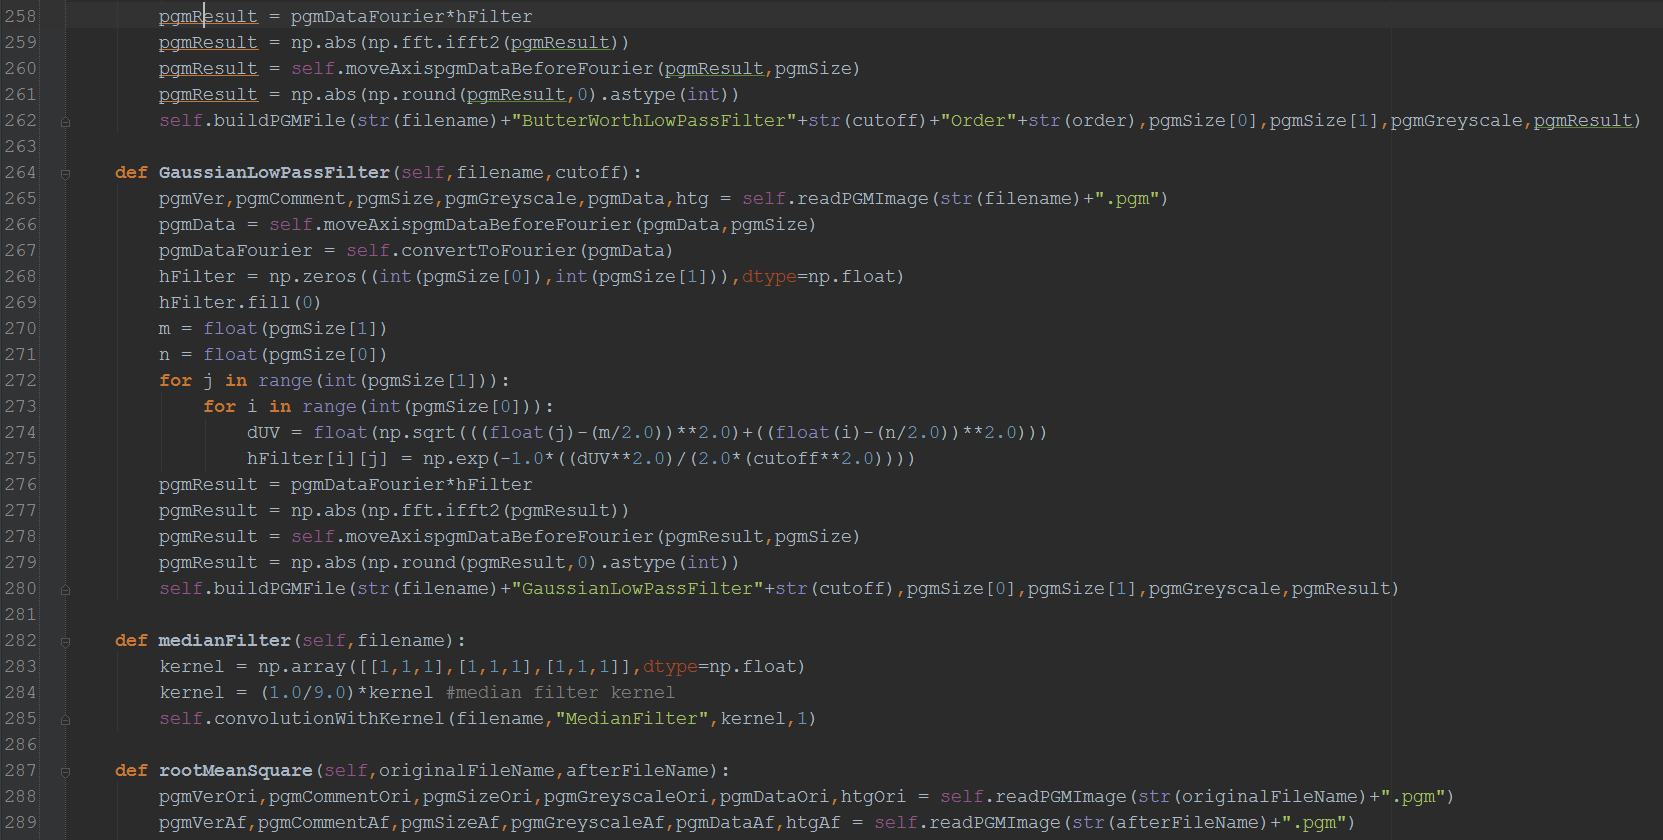 258 pgmResult = pgmDataFourier*hFilter
259 pgmResult = np.abs(np.fft.ifft2(pgmResult))
260 pgmResult = self.moveAxispgmDataBeforeFourier(pgmResult,pgmSize)
261 pgmResult = np.abs(np.round(pgmResult,0).astype(int))
262 self.buildPGMFile(str(filename)+"ButterWorthLowPassFilter"+str(cutoff)+"Order"+str(order),pgmSize[0],pgmSize[1],pgmGreyscale,pgmResult)
263
264 def GaussianLowPassFilter(self,filename,cutoff):
265 pgmVer,pgmComment,pgmSize,pgmGreyscale,pgmData,htg = self.readPGMImage(str(filename)+".pgm")
266 pgmData = self.moveAxispgmDataBeforeFourier(pgmData,pgmSize)
267 pgmDataFourier = self.convertToFourier(pgmData)
268 hFilter = np.zeros((int(pgmSize[0]),int(pgmSize[1])),dtype=np.float)
269 hFilter.fill(0)
270 m = float(pgmSize[1])
271 n = float(pgmSize[0])
272 for j in range(int(pgmSize[1])):
273 for i in range(int(pgmSize[0])):
274 dUV = float(np.sqrt(((float(j)-(m/2.0))**2.0)+((float(i)-(n/2.0))**2.0)))
275 hFilter[i][j] = np.exp(-1.0*((dUV**2.0)/(2.0*(cutoff**2.0))))
276 pgmResult = pgmDataFourier*hFilter
277 pgmResult = np.abs(np.fft.ifft2(pgmResult))
278 pgmResult = self.moveAxispgmDataBeforeFourier(pgmResult,pgmSize)
279 pgmResult = np.abs(np.round(pgmResult,0).astype(int))
280 self.buildPGMFile(str(filename)+"GaussianLowPassFilter"+str(cutoff),pgmSize[0],pgmSize[1],pgmGreyscale,pgmResult)
281
282 def medianFilter(self,filename):
283 kernel = np.array([[1,1,1],[1,1,1],[1,1,1]],dtype=np.float)
284 kernel = (1.0/9.0)*kernel #median filter kernel
285 self.convolutionWithKernel(filename,"MedianFilter",kernel,1)
286
287 def rootMeanSquare(self,originalFileName,afterFileName):
288 pgmVerOri,pgmCommentOri,pgmSizeOri,pgmGreyscaleOri,pgmDataOri,htgOri = self.readPGMImage(str(originalFileName)+".pgm")
289 pgmVerAf,pgmCommentAf,pgmSizeAf,pgmGreyscaleAf,pgmDataAf,htgAf = self.readPGMImage(str(afterFileName)+".pgm")